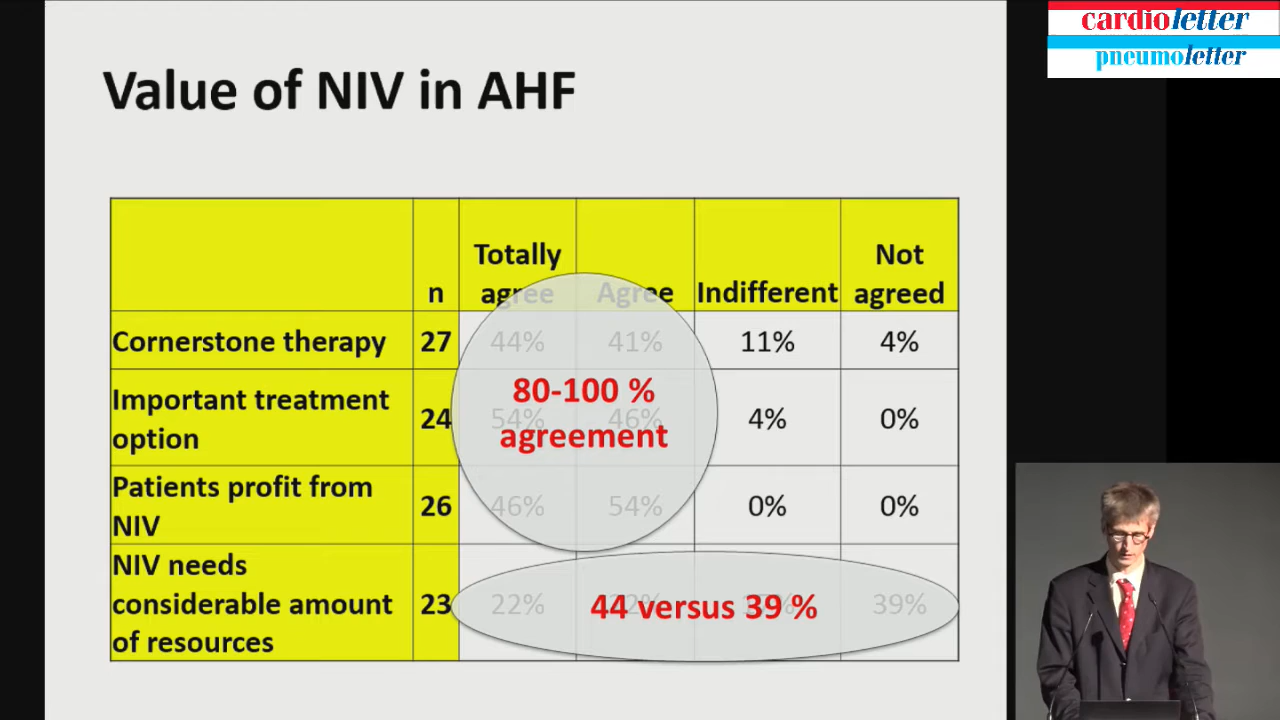 cardioletter
pneumoletter
Value of NIV in AHF
n
Totally
agree
Agree
Indifferent
Not
agreed
Cornerstone therapy
27
44%
41%
11%
4%
Important treatment
option
24
54%
46%
4%
0%
80-100 %
agreement
Patients profit from
NIV
26
46%
54%
0%
0%
NIV needs
considerable amount
of resources
23
22%
39%
44 versus 39 %